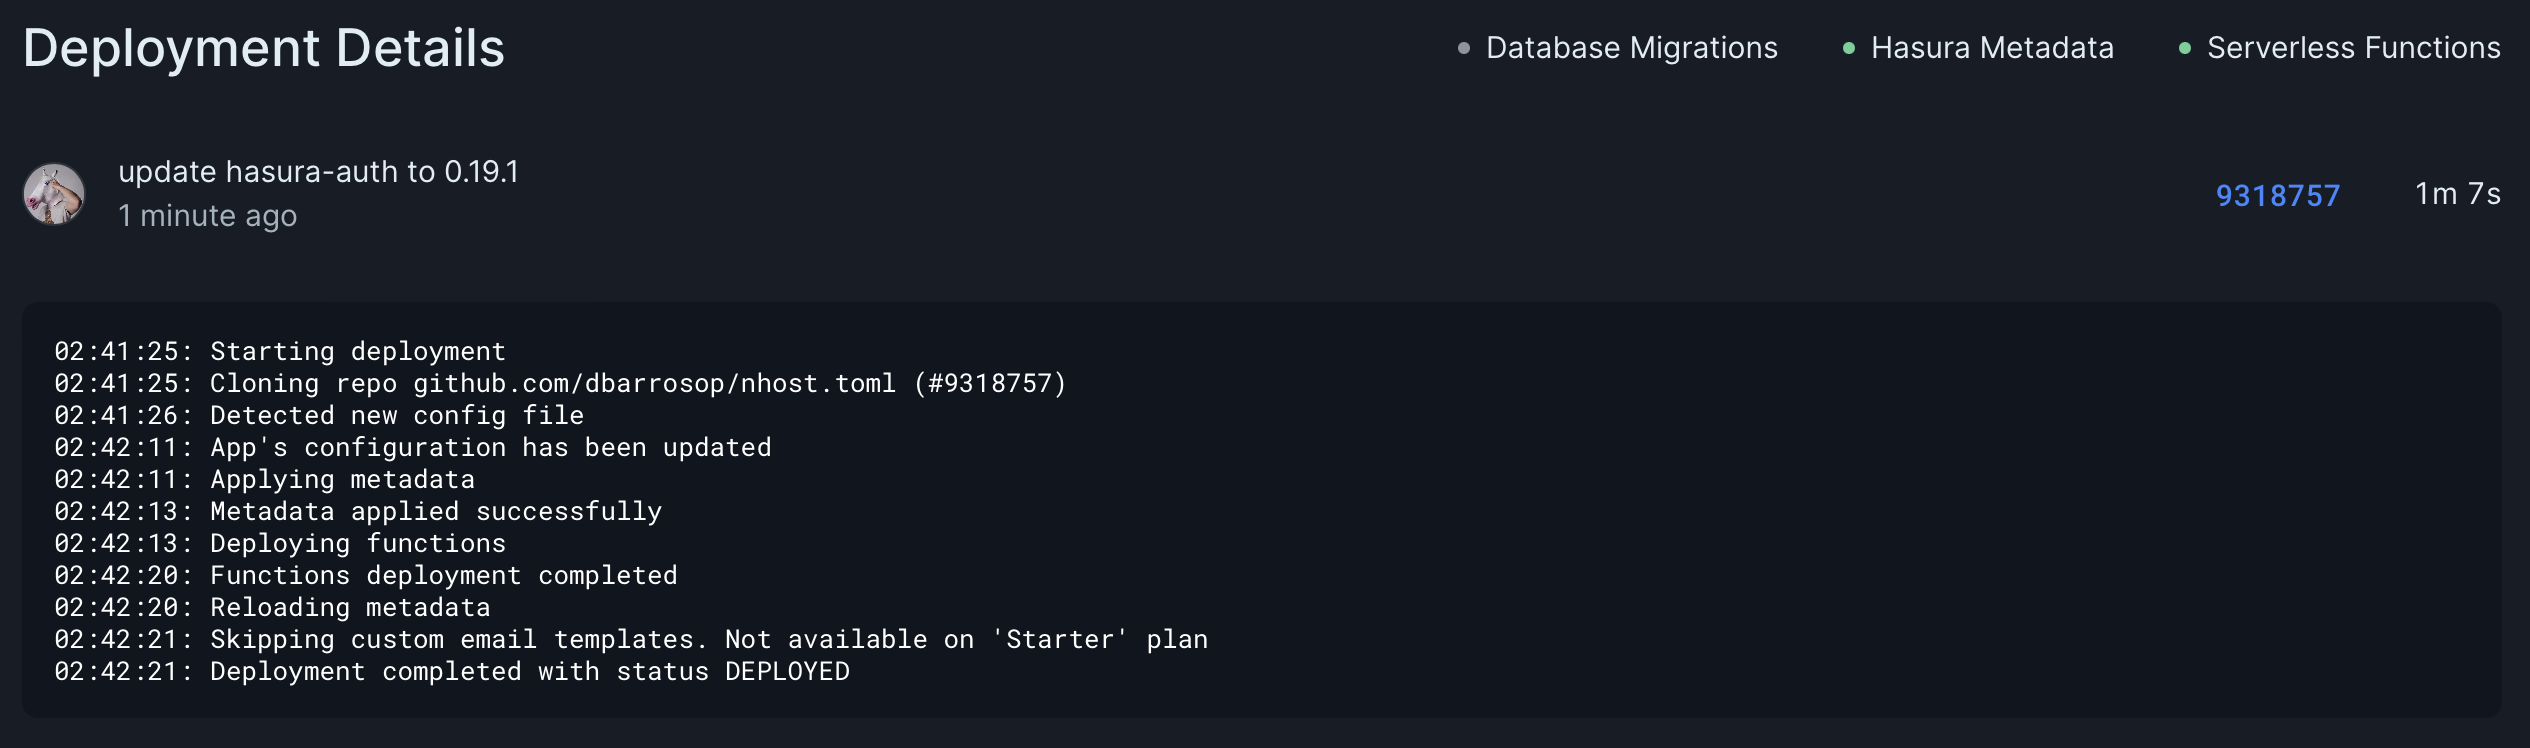 Deployment Details
Database Migrations
Hasura Metadata
Serverless Functions
update hasura-auth to 0.19.1
1 minute ago
9318757
1m 7s
02:41:25: Starting deployment
02:41:25: Cloning repo github.com/dbarrosop/nhost.toml (#9318757)
02:41:26: Detected new config file
02:42:11: App's configuration has been updated
02:42:11: Applying metadata
02:42:13: Metadata applied successfully
02:42:13: Deploying functions
02:42:20: Functions deployment completed
02:42:20: Reloading metadata
02:42:21: Skipping custom email templates. Not available on 'Starter' plan
02:42:21: Deployment completed with status DEPLOYED